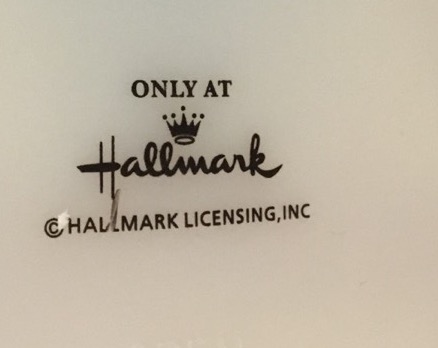 ONLY AT
Hallmark
© HALLMARK LICENSING, INC